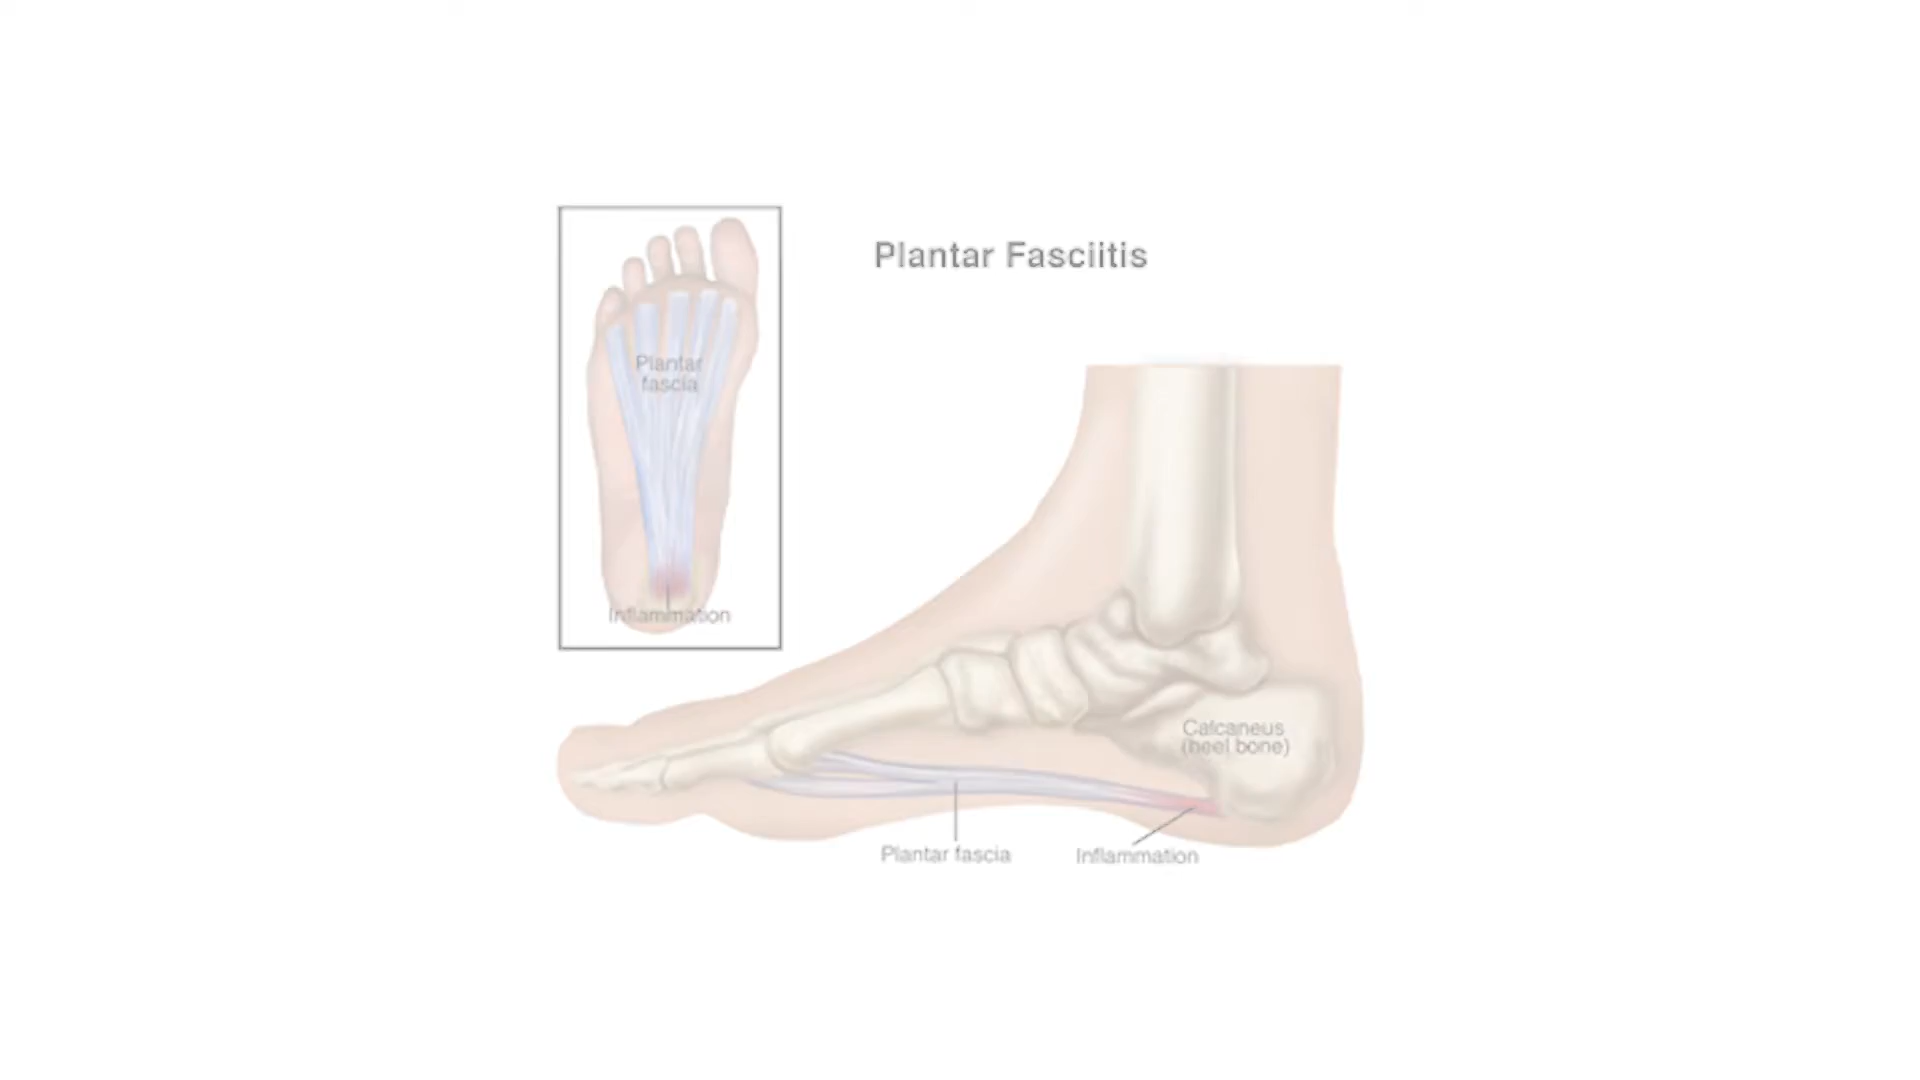 Plantar Fasciitis
Plantar
fascia
Inflammation
Calcaneus
(heel bone)
Plantar fascia
Inflammation